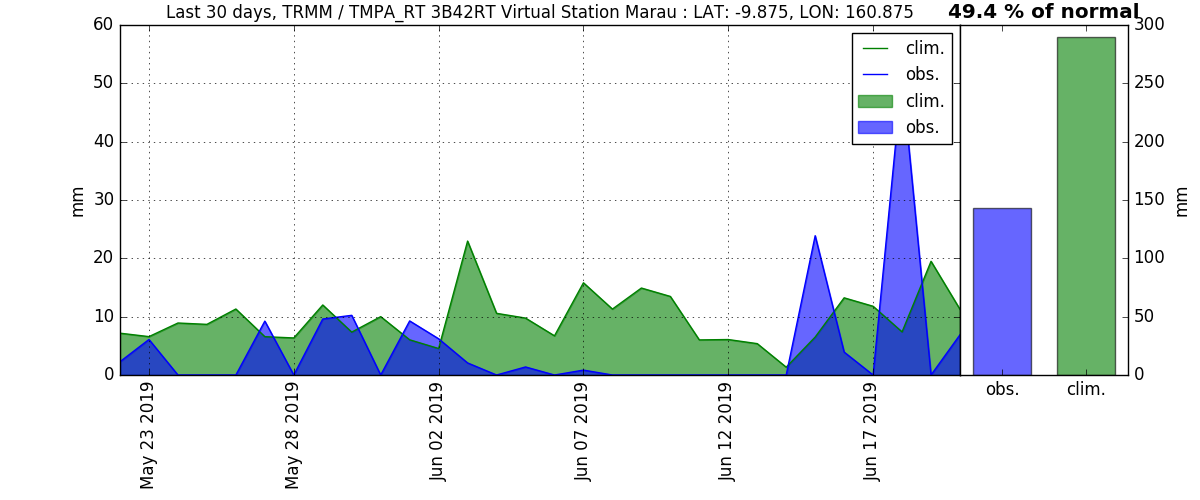 Last 30 days, TRMM / TMPA_RT 3B42RT Virtual Station Marau : LAT: -9.875, LON: 160.875
49.4 % of normal
60
50
40
30
20
10
0
mm
clim.
obs.
clim.
obs.
May 23 2019
May 28 2019
Jun 02 2019
Jun 07 2019
Jun 12 2019
Jun 17 2019
300
250
200
150
100
50
0
mm
obs.
clim.